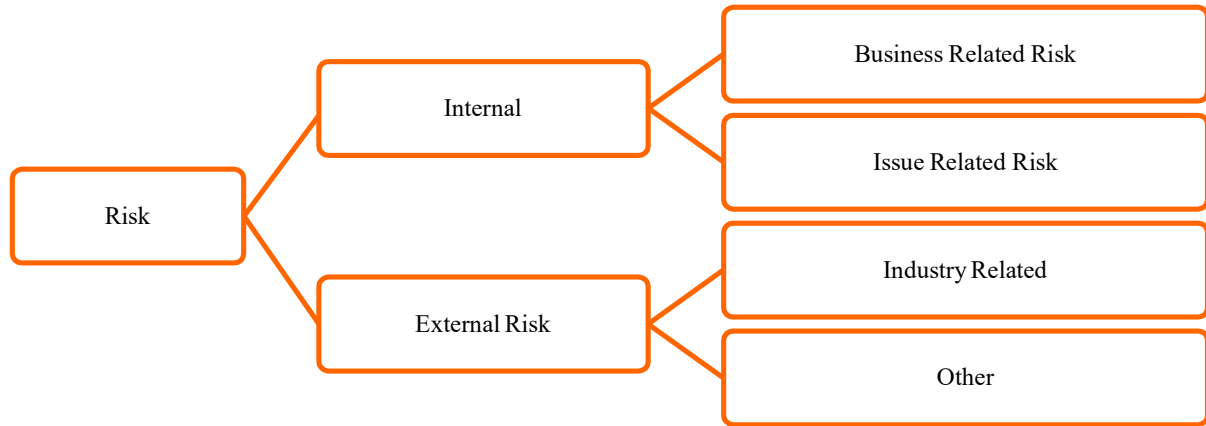 Risk
Internal
Business Related Risk
Issue Related Risk
External Risk
Industry Related
Other